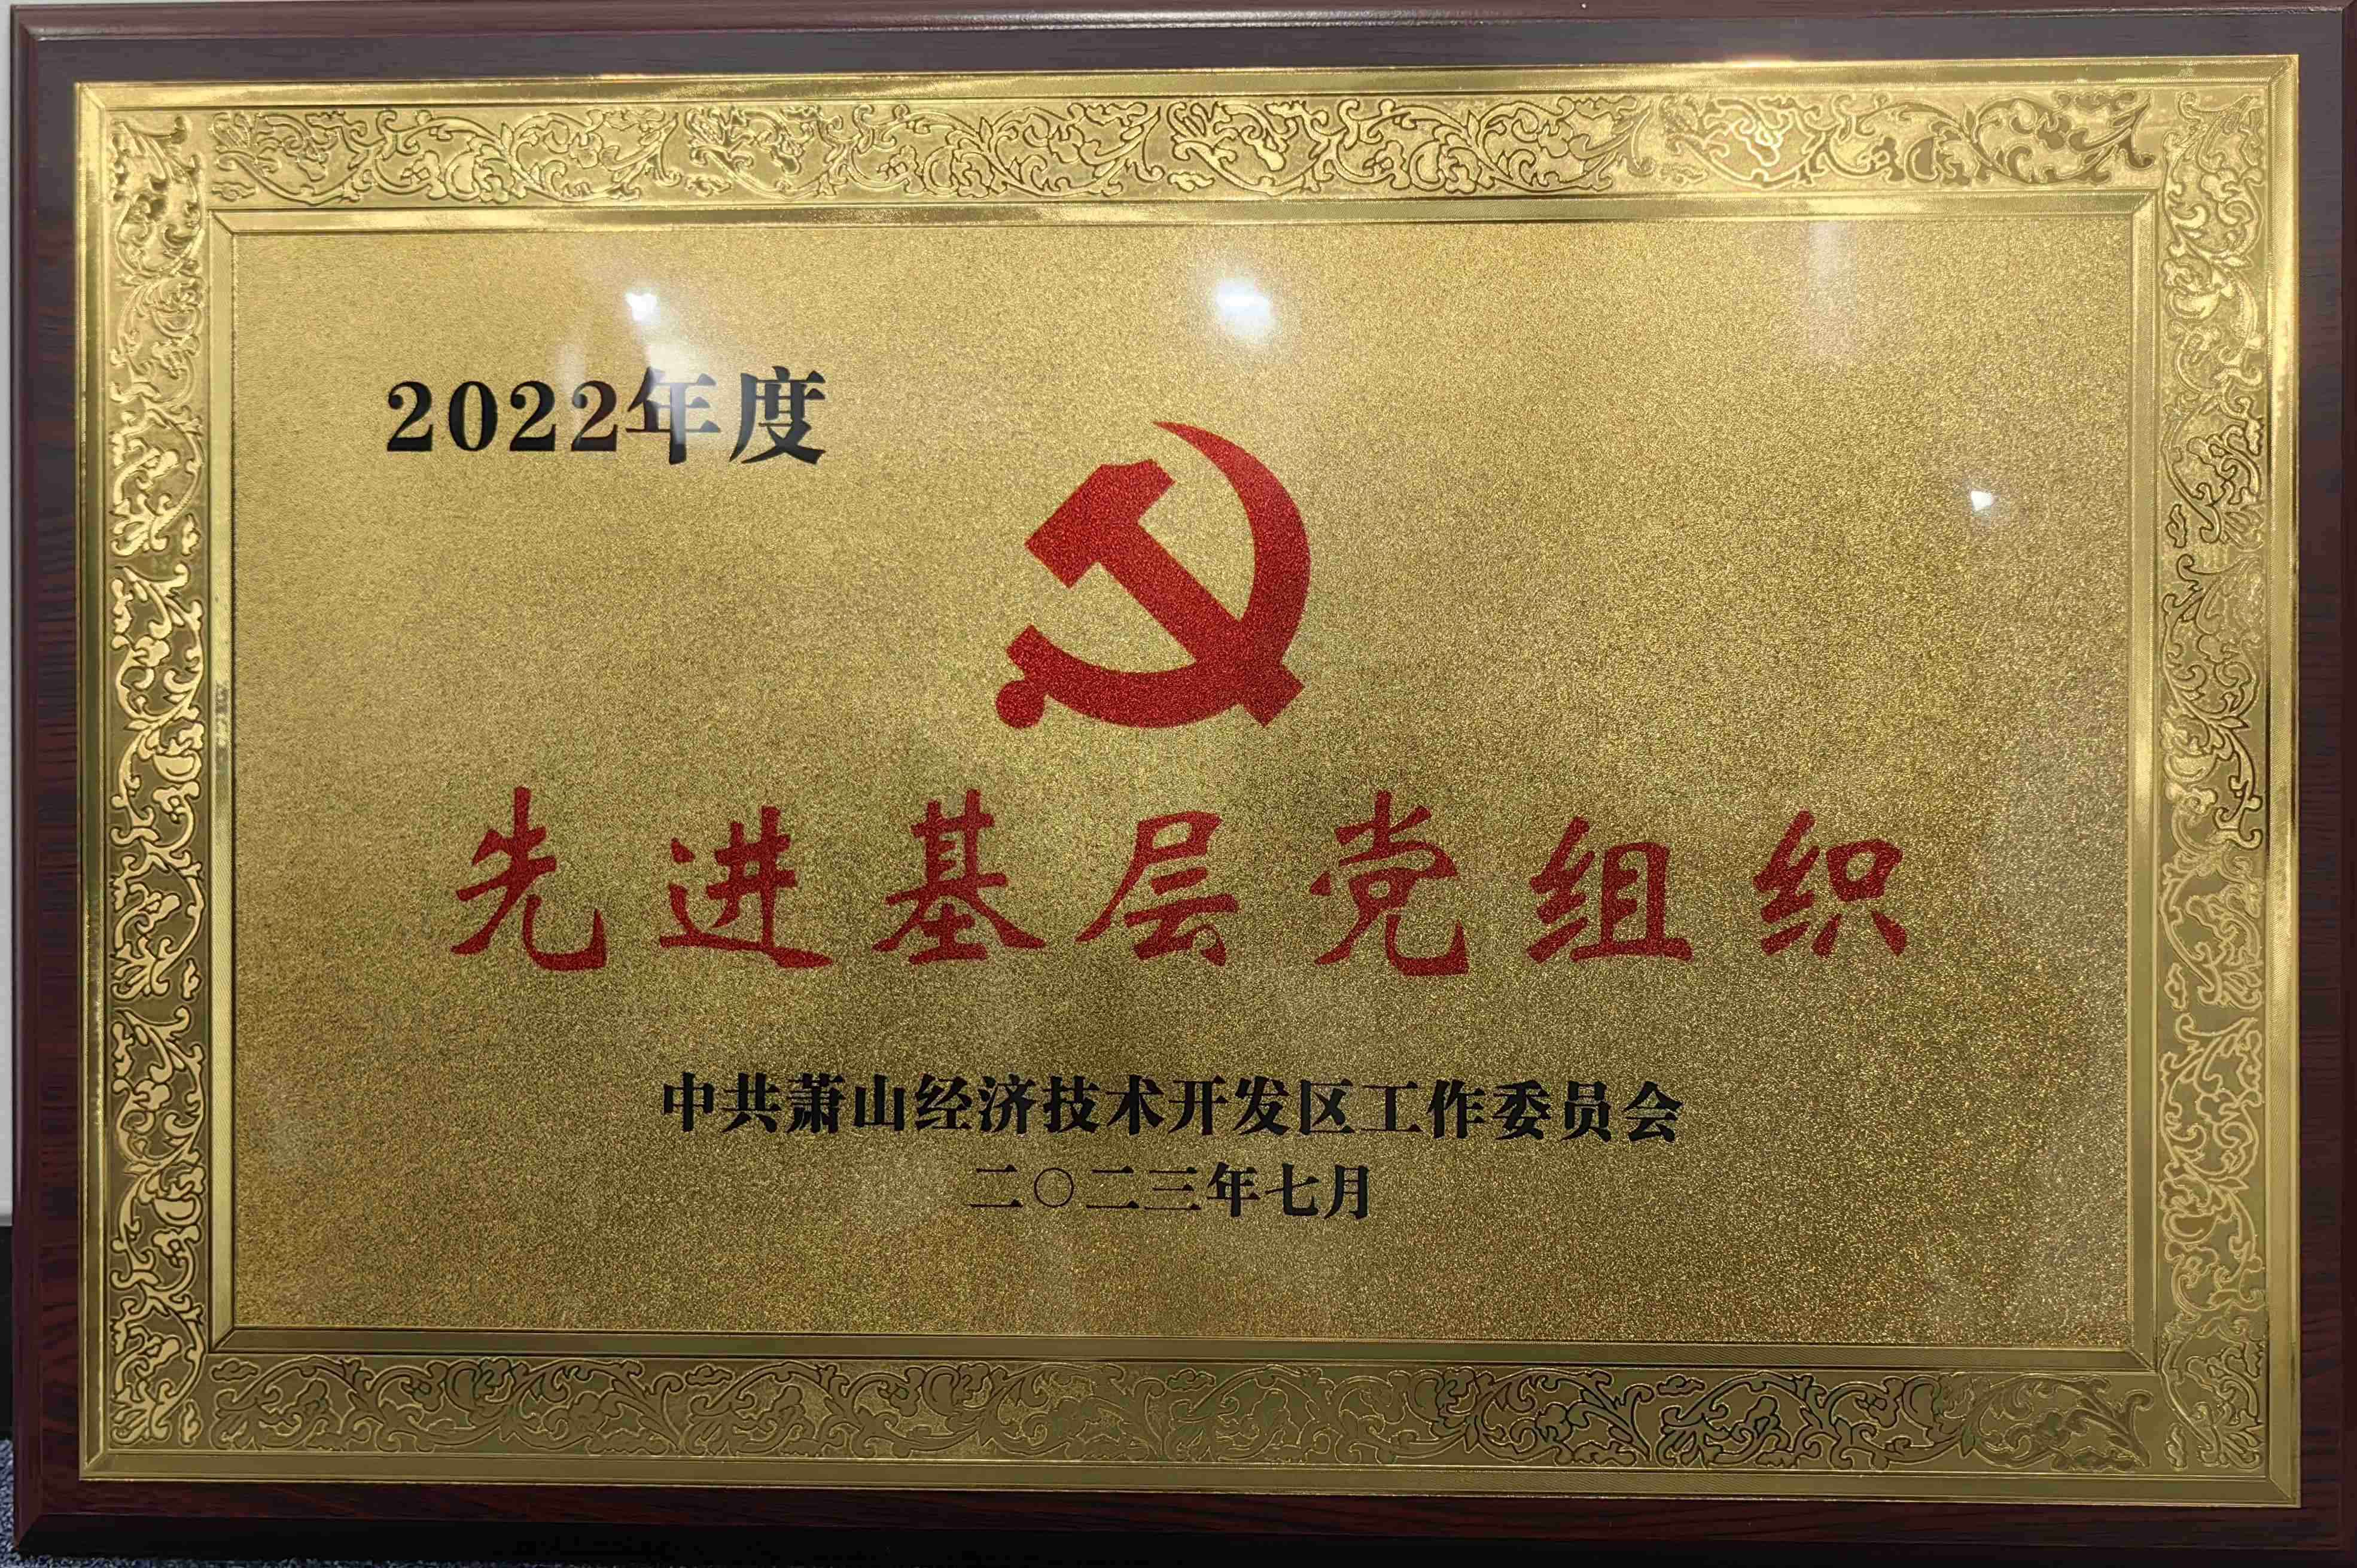 2022年度
先进基层党组织
中共萧山经济技术开发区工作委员会
二〇二三年七月